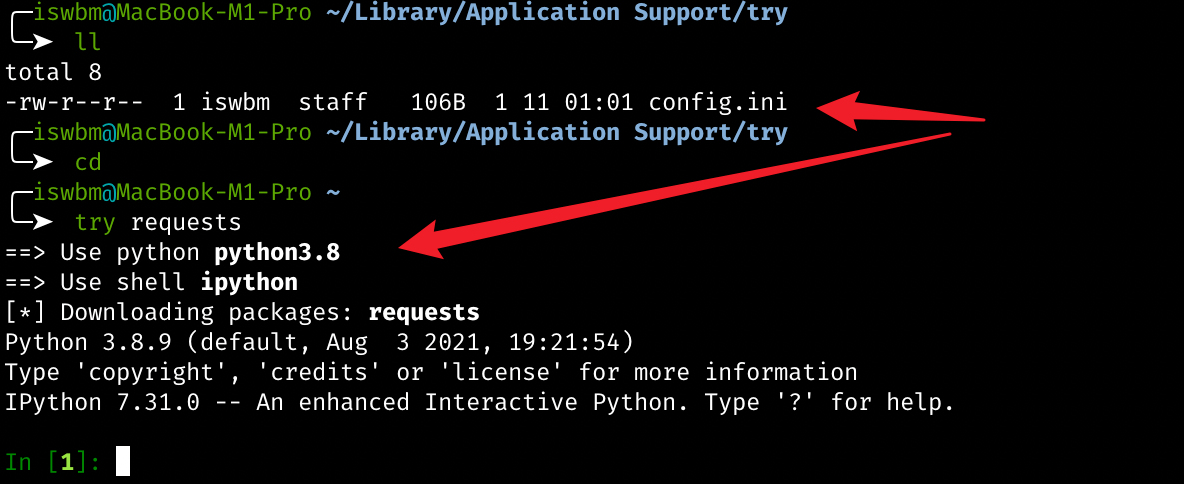 iswbm@MacBook-M1-Pro ~/Library/Application Support/try
ll
total 8
-rw-r--r--  1 iswbm  staff   106B  1 11 01:01 config.ini
iswbm@MacBook-M1-Pro ~/Library/Application Support/try
cd
iswbm@MacBook-M1-Pro ~
try requests
==> Use python python3.8
==> Use shell ipython
[*] Downloading packages: requests
Python 3.8.9 (default, Aug  3 2021, 19:21:54)
Type 'copyright', 'credits' or 'license' for more information
IPython 7.31.0 -- An enhanced Interactive Python. Type '?' for help.
In [1]: